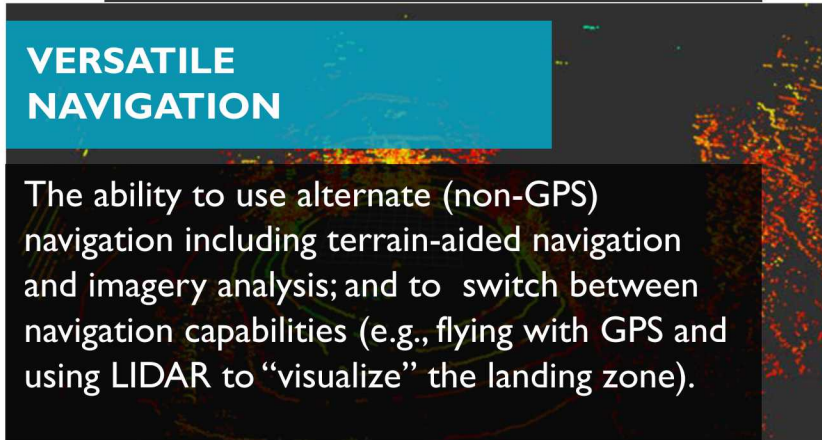 VERSATILE
NAVIGATION
The ability to use alternate (non-GPS)
navigation including terrain-aided navigation
and imagery analysis; and to  switch between
navigation capabilities (e.g., flying with GPS and
using LIDAR to “visualize” the landing zone).